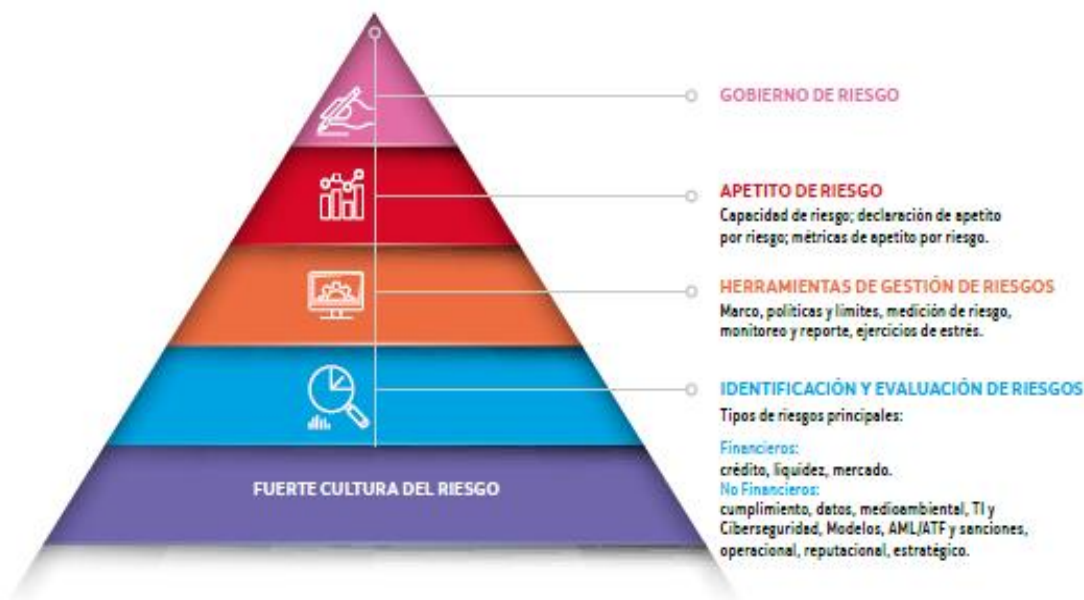 GOBIERNO DE RIESGO
APETITO DE RIESGO
Capacidad de riesgo; declaración de apetito
por riesgo; métricas de apetito por riesgo.
HERRAMIENTAS DE GESTIÓN DE RIESGOS
Marco, políticas y límites, medición de riesgo,
monitoreo y reporte, ejercicios de estrés.
IDENTIFICACIÓN Y EVALUACIÓN DE RIESGOS
Tipos de riesgos principales:
Financieros:
crédito, liquidez, mercado.
No Financieros:
cumplimiento, datos, medioambiental, TI y
Ciberseguridad, Modelos, AML/ATF y sanciones,
operacional, reputacional, estratégico.
FUERTE CULTURA DEL RIESGO